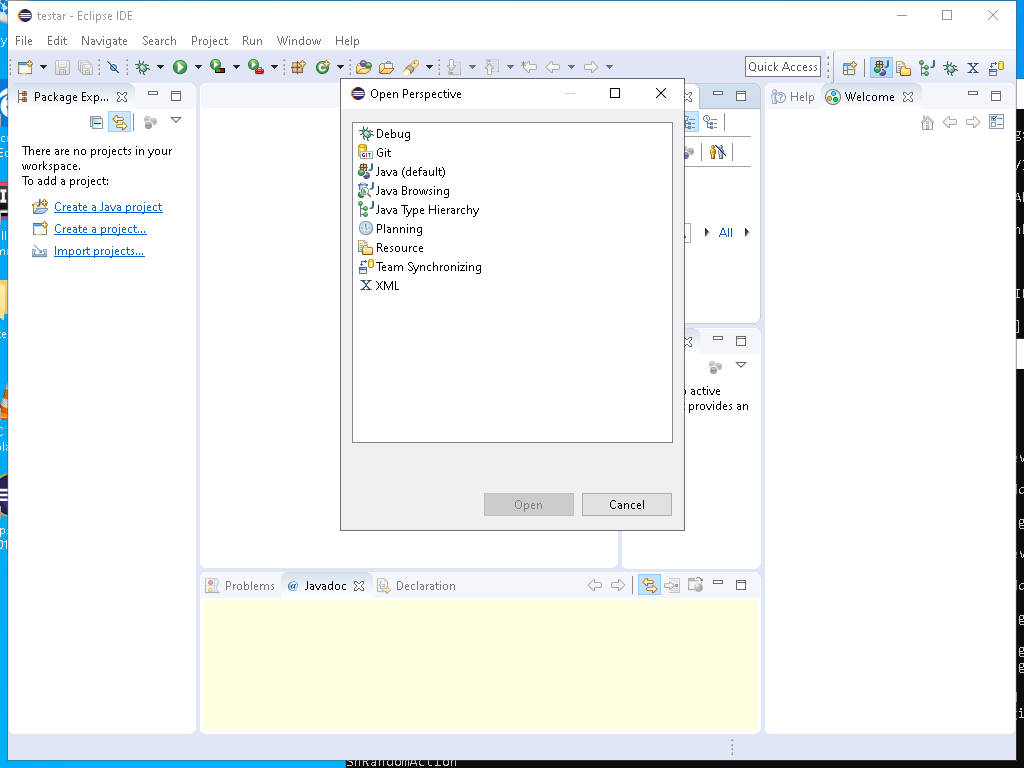 testar - Eclipse IDE
File Edit Navigate Search Project Run Window Help
Quick Access
Package Exp...
Open Perspective
Help
Welcome
There are no projects in your
workspace.
To add a project:
Create a Java project
Create a project...
Import projects...
Debug
Git
Java (default)
Java Browsing
Java Type Hierarchy
Planning
Resource
Team Synchronizing
XML
All
active
provides an
Open
Cancel
Problems
@ Javadoc
Declaration
ShRandomAction